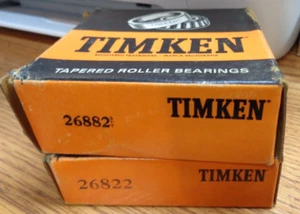 TIMKEN
TAPERED ROLLER BEARINGS
26882
TIMKEN
26822
TIMKEN